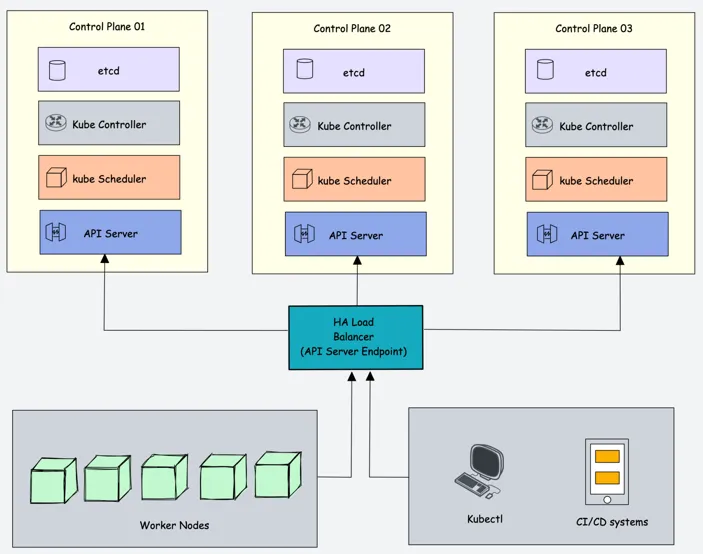 Control Plane 01
etcd
Kube Controller
kube Scheduler
API Server
Control Plane 02
etcd
Kube Controller
kube Scheduler
API Server
Control Plane 03
etcd
Kube Controller
kube Scheduler
API Server
HA Load
Balancer
(API Server Endpoint)
Worker Nodes
Kubectl
CI/CD systems